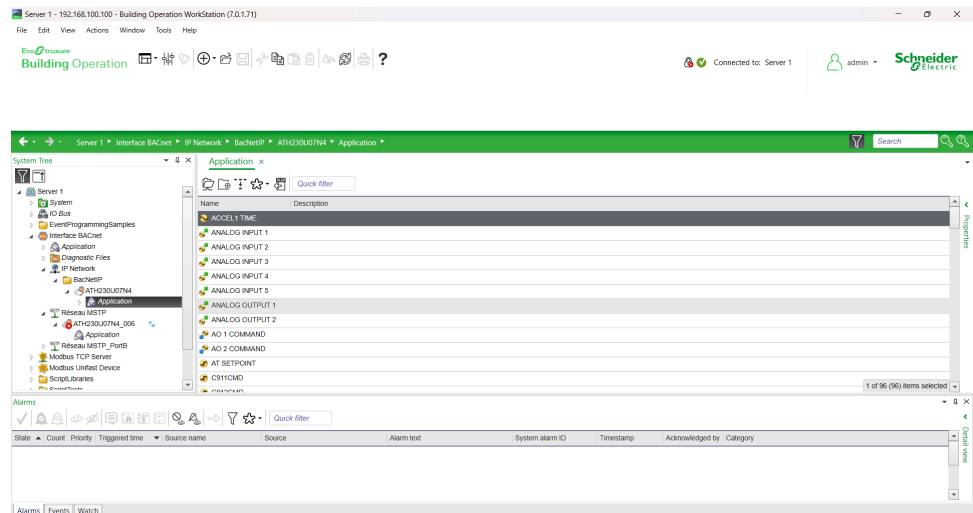 Server 1 - 192.168.100.100 - Building Operation WorkStation (7.0.1.71)
File Edit View Actions Window Tools Help
EcoStruxure
Building Operation
Connected to: Server 1
admin
Schneider
Electric
Server 1 Interface BACnet IP Network BacNetIP ATH230U07N4 Application
Search
System Tree
Application
Quick filter
Server 1
System
IO Bus
EventProgrammingSamples
Interface BACnet
Application
Diagnostic Files
IP Network
BacNetIP
ATH230U07N4
Application
Réseau MSTP
ATH230U07N4_006
Application
Réseau MSTP_PortB
Modbus TCP Server
Modbus Unifast Device
ScriptLibraries
ScriptTests
Name Description
ACCEL1 TIME
ANALOG INPUT 1
ANALOG INPUT 2
ANALOG INPUT 3
ANALOG INPUT 4
ANALOG INPUT 5
ANALOG OUTPUT 1
ANALOG OUTPUT 2
AO 1 COMMAND
AO 2 COMMAND
AT SETPOINT
C911CMD
C912CMD
1 of 96 (96) items selected
Properties
Alarms
Quick filter
State Count Priority Triggered time Source name Source Alarm text System alarm ID Timestamp Acknowledged by Category
Detail view
Alarms Events Watch